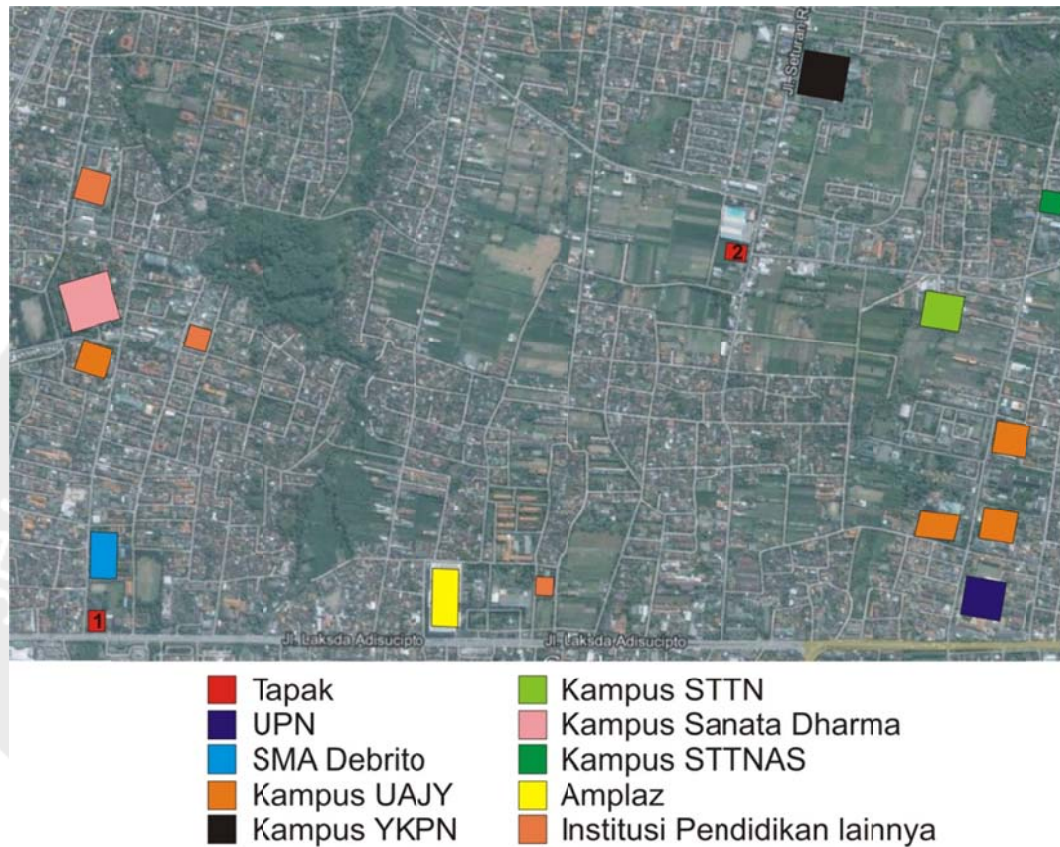 Jl. Seturan R
2
1
Jl. Laksda Adisucipto
Jl. Laksda Adisucipto
Tapak
UPN
SMA Debrito
Kampus UAJY
Kampus YKPN
Kampus STTN
Kampus Sanata Dharma
Kampus STTNAS
Amplaz
Institusi Pendidikan lainnya